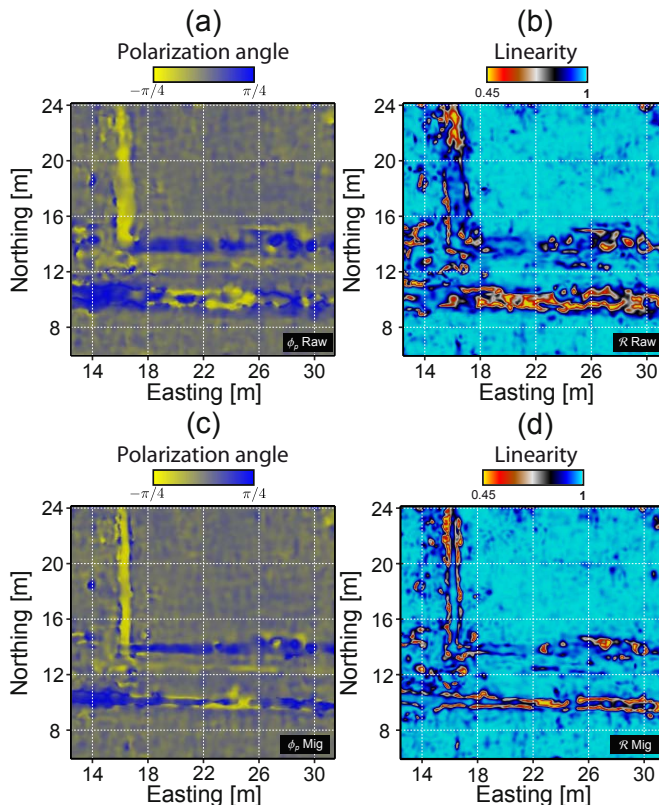 (a)
(b)
Polarization angle
Linearity
−π/4
π/4
0.45
1
24
20
16
12
8
Northing [m]
ϕp Raw
14
18
22
26
30
Easting [m]
24
20
16
12
8
Northing [m]
ℛ Raw
14
18
22
26
30
Easting [m]
(c)
(d)
Polarization angle
Linearity
−π/4
π/4
0.45
1
24
20
16
12
8
Northing [m]
ϕp Mig
14
18
22
26
30
Easting [m]
24
20
16
12
8
Northing [m]
ℛ Mig
14
18
22
26
30
Easting [m]